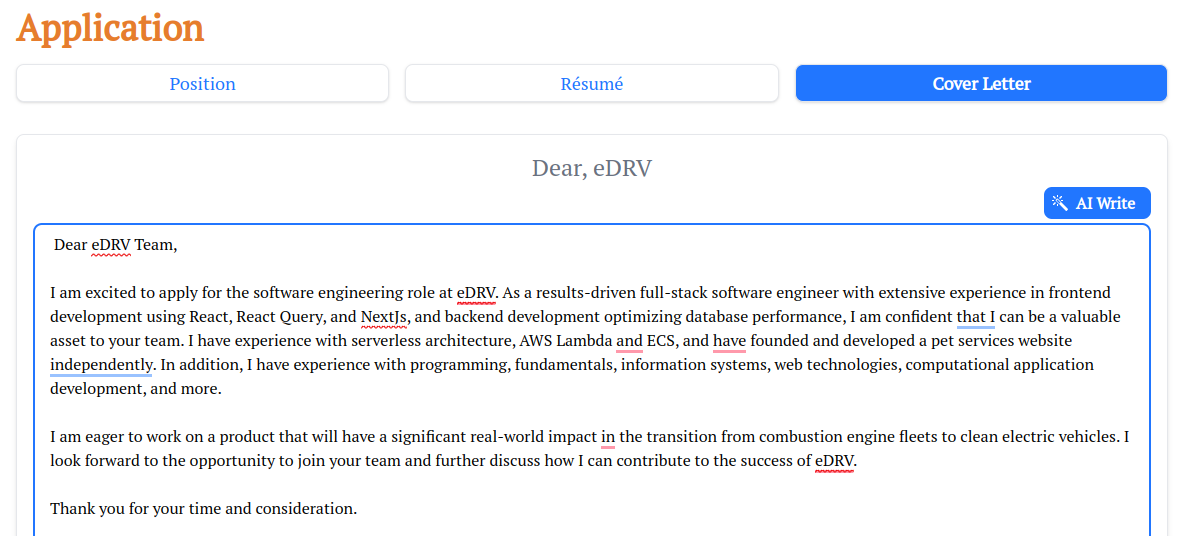 Application
Position
Résumé
Cover Letter
Dear, eDRV
AI Write
Dear eDRV Team,
I am excited to apply for the software engineering role at eDRV. As a results-driven full-stack software engineer with extensive experience in frontend
development using React, React Query, and NextJs, and backend development optimizing database performance, I am confident that I can be a valuable
asset to your team. I have experience with serverless architecture, AWS Lambda and ECS, and have founded and developed a pet services website
independently. In addition, I have experience with programming, fundamentals, information systems, web technologies, computational application
development, and more.
I am eager to work on a product that will have a significant real-world impact in the transition from combustion engine fleets to clean electric vehicles. I
look forward to the opportunity to join your team and further discuss how I can contribute to the success of eDRV.
Thank you for your time and consideration.